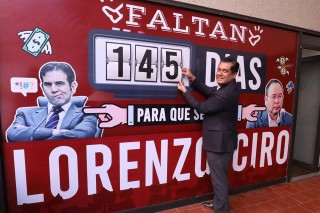 FALTAN
145 DÍAS
*!#?
PARA QUE SE
LORENZO CIRO